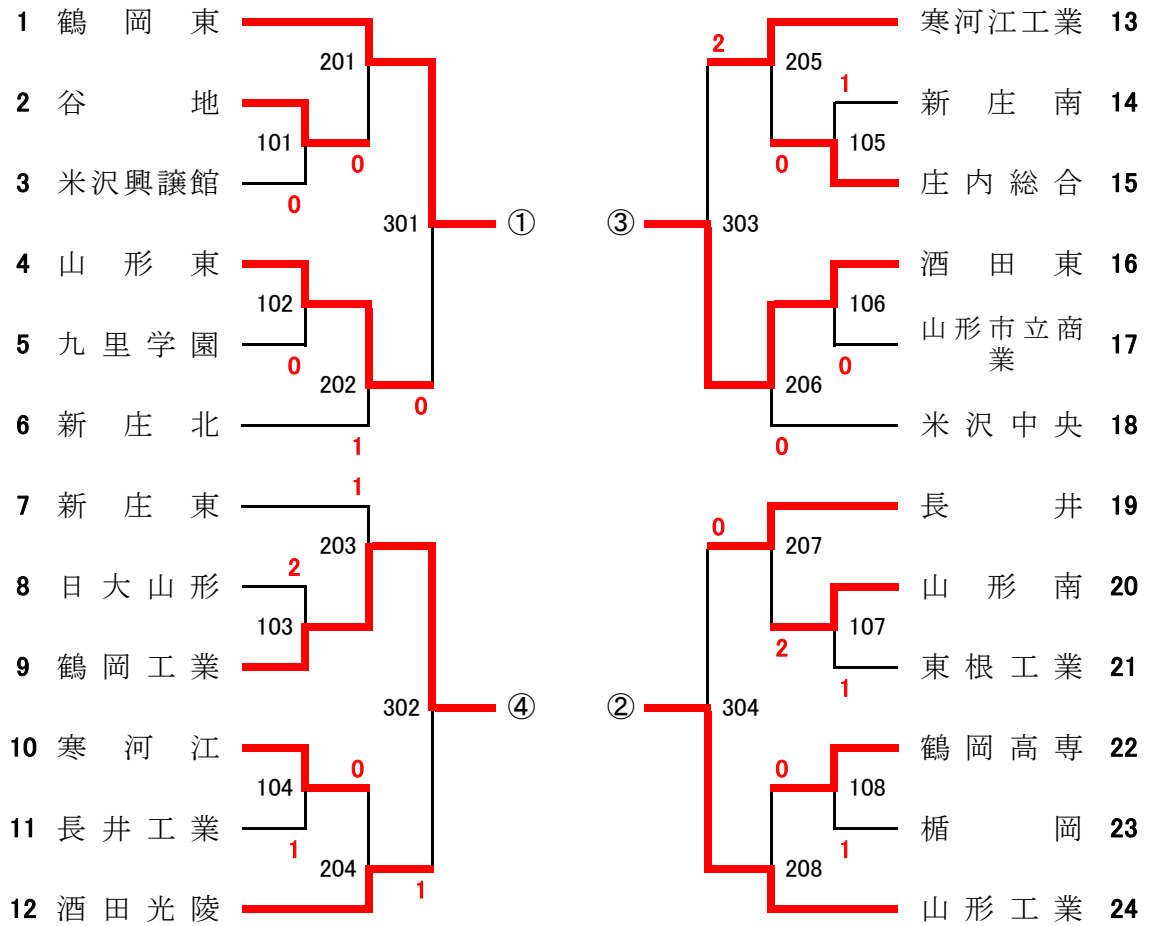 1 鶴岡東
201
2 谷地
101
0
3 米沢興譲館
0
301
①
4 山形東
102
5 九里学園
0
202
0
6 新庄北
1
1
7 新庄東
203
2
8 日大山形
103
9 鶴岡工業
302
④
10 寒河江
0
104
11 長井工業
1
204
1
12 酒田光陵
寒河江工業 13
2
205
1
新庄南 14
105
0
庄内総合 15
③
303
酒田東 16
106
山形市立商業 17
0
206
米沢中央 18
0
長井 19
0
207
山形南 20
107
2
東根工業 21
1
②
304
鶴岡高専 22
0
108
楯岡 23
1
208
山形工業 24